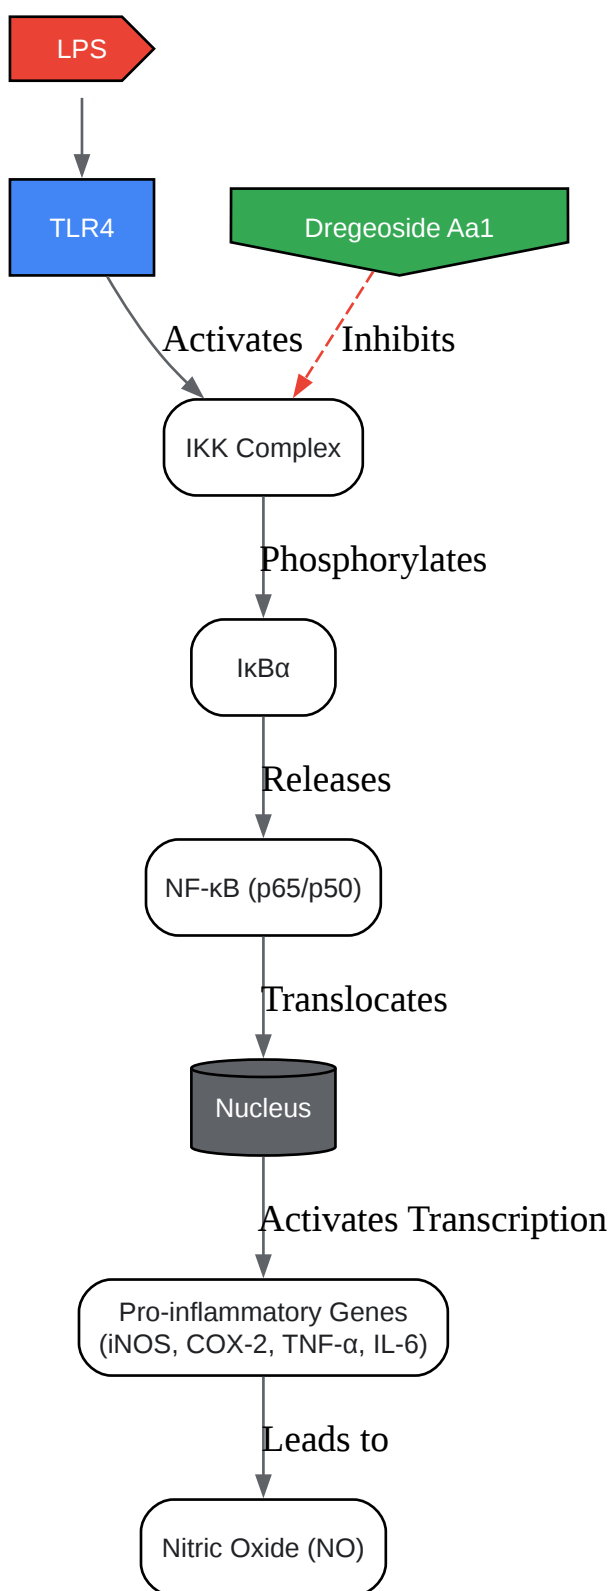 LPS
TLR4
Dregeoside Aa1
Activates
Inhibits
IKK Complex
Phosphorylates
IκBα
Releases
NF-κB (p65/p50)
Translocates
Nucleus
Activates Transcription
Pro-inflammatory Genes
(iNOS, COX-2, TNF-α, IL-6)
Leads to
Nitric Oxide (NO)